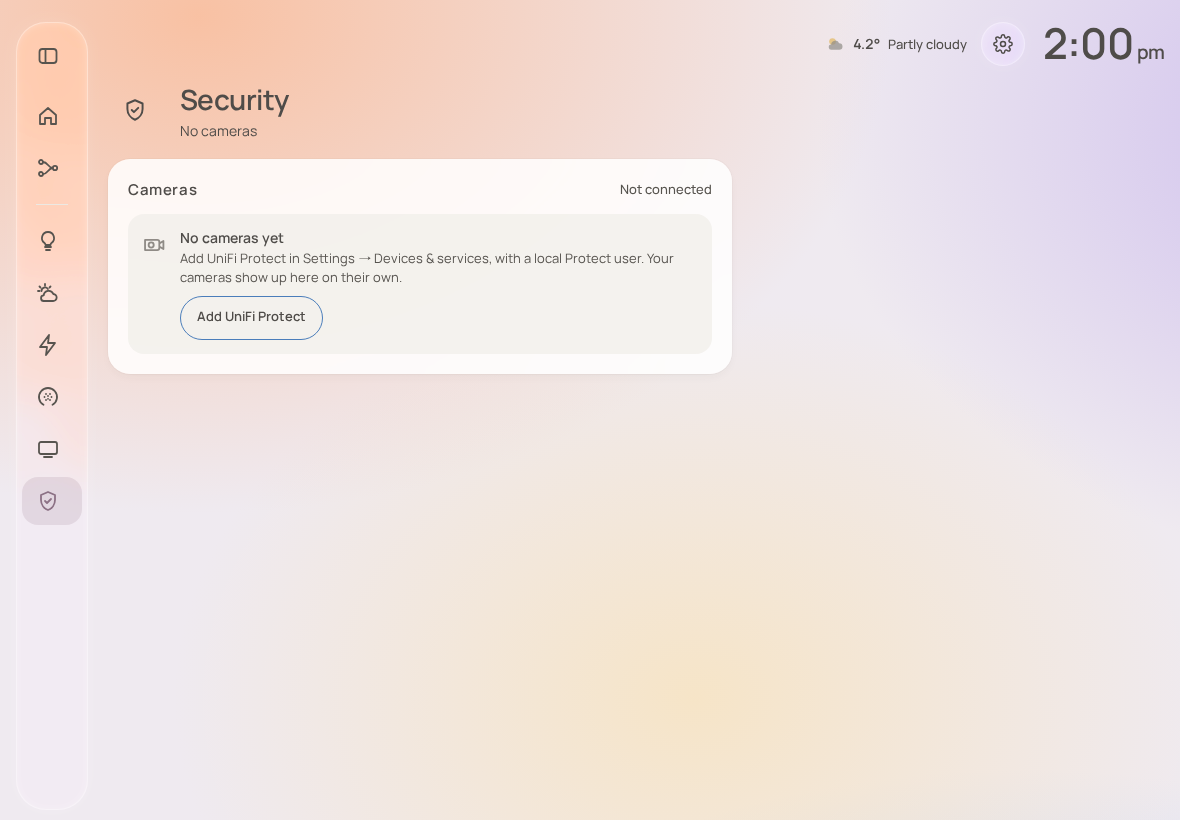 4.2° Partly cloudy
2:00 pm
Security
No cameras
Cameras
Not connected
No cameras yet
Add UniFi Protect in Settings → Devices & services, with a local Protect user. Your
cameras show up here on their own.
Add UniFi Protect